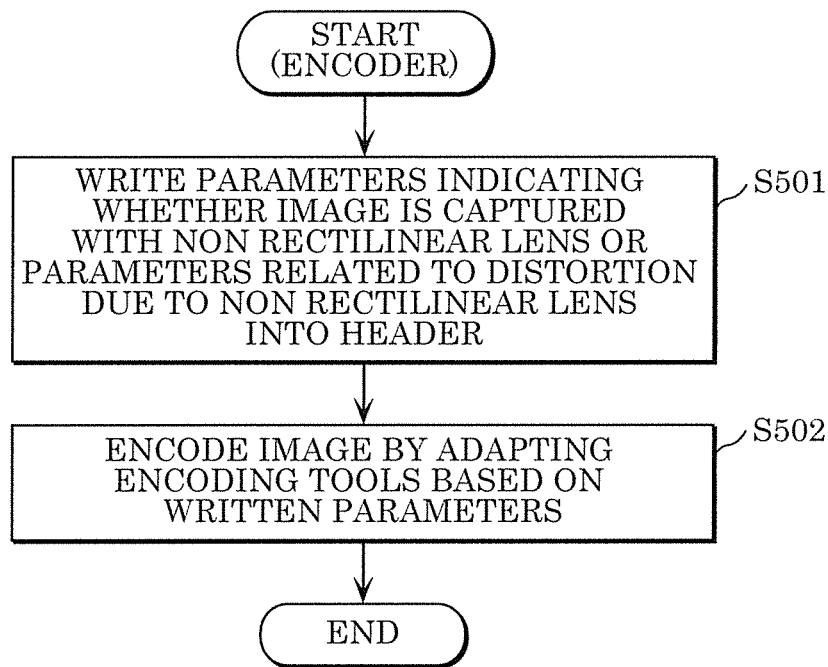 START
(ENCODER)
WRITE PARAMETERS INDICATING
WHETHER IMAGE IS CAPTURED
WITH NON RECTILINEAR LENS OR
PARAMETERS RELATED TO DISTORTION
DUE TO NON RECTILINEAR LENS
INTO HEADER
S501
ENCODE IMAGE BY ADAPTING
ENCODING TOOLS BASED ON
WRITTEN PARAMETERS
S502
END